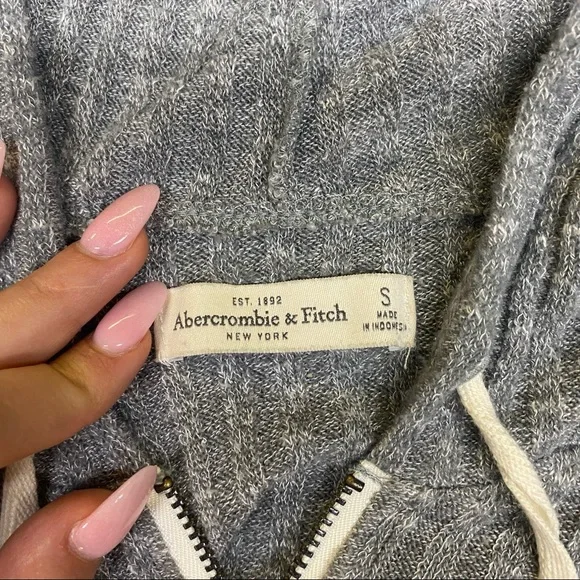 EST. 1892
Abercrombie & Fitch
NEW YORK
S
MADE
IN INDONESIA